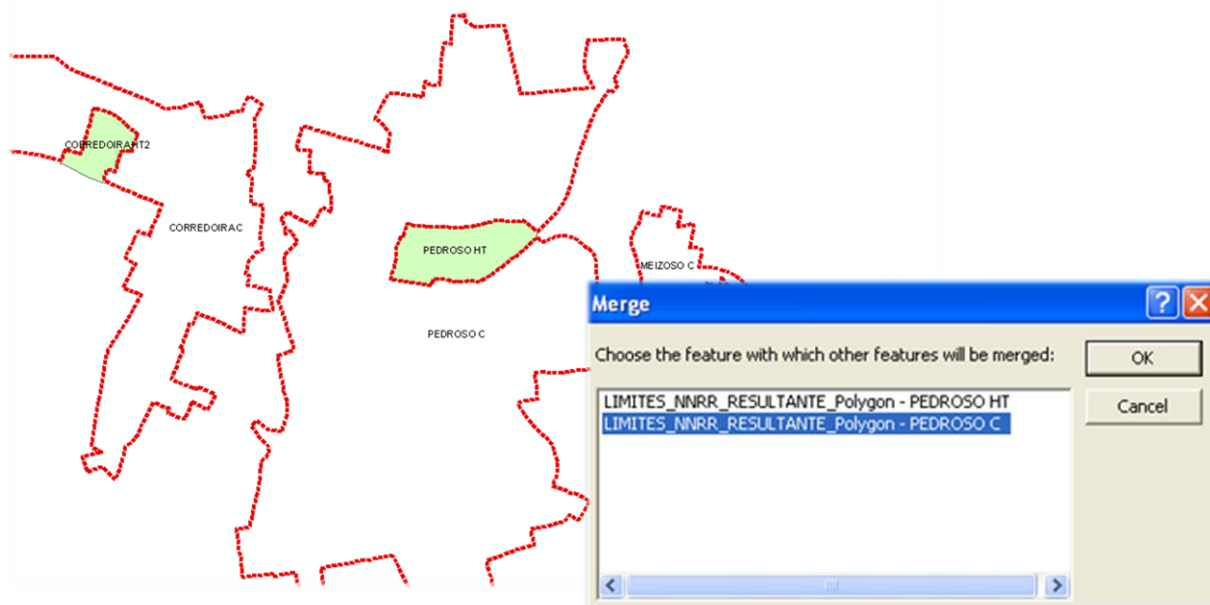 CORREDOIRAHT2
CORREDOIRAC
PEDROSO HT
MEIZOSO C
PEDROSO C
Merge
Choose the feature with which other features will be merged:
OK
LIMITES_NNRR_RESULTANTE_Polygon - PEDROSO HT
LIMITES_NNRR_RESULTANTE_Polygon - PEDROSO C
Cancel